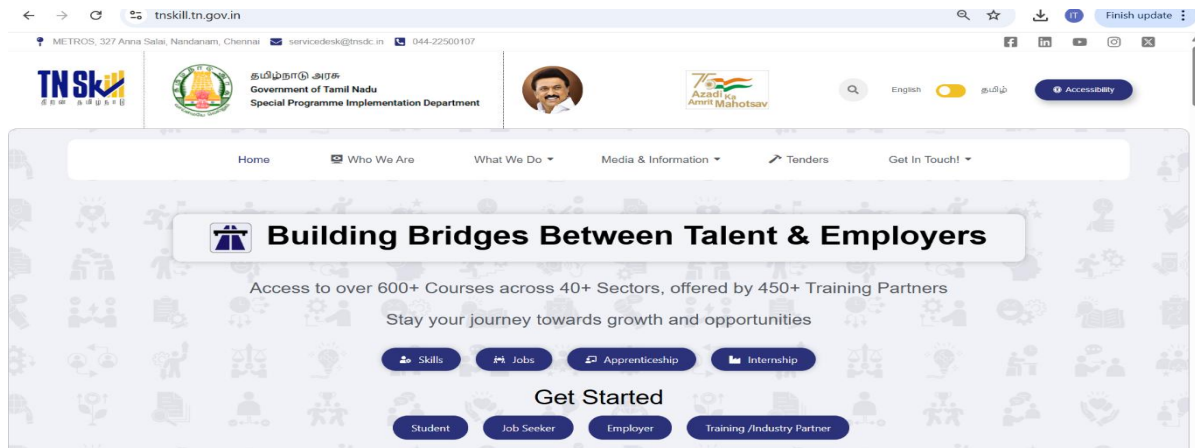 tnskill.tn.gov.in
Finish update
IT
METROS, 327 Anna Salai, Nandanam, Chennai servicedesk@tnsdc.in 044-22500107
TN Skill
திறன் தமிழ்நாடு
தமிழ்நாடு அரசு
Government of Tamil Nadu
Special Programme Implementation Department
75
Azadi Ka
Amrit Mahotsav
English தமிழ்
Accessibility
Home Who We Are What We Do Media & Information Tenders Get In Touch!
Building Bridges Between Talent & Employers
Access to over 600+ Courses across 40+ Sectors, offered by 450+ Training Partners
Stay your journey towards growth and opportunities
Skills Jobs Apprenticeship Internship
Get Started
Student Job Seeker Employer Training /Industry Partner